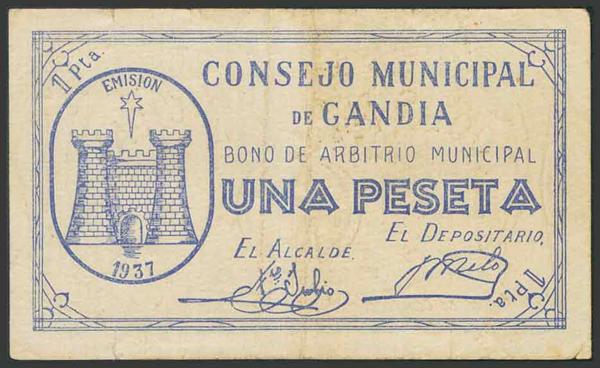 1 Pta.
EMISION
1937
CONSEJO MUNICIPAL
DE GANDIA
BONO DE ARBITRIO MUNICIPAL
UNA PESETA
EL ALCALDE.
EL DEPOSITARIO,
1 Pta.